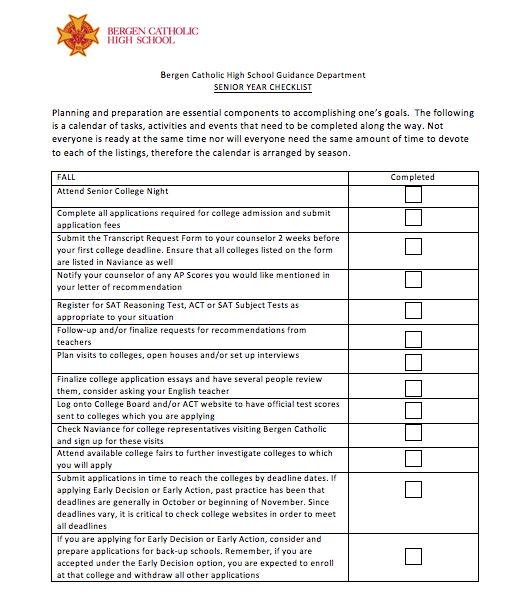 BERGEN CATHOLIC
HIGH SCHOOL
Bergen Catholic High School Guidance Department
SENIOR YEAR CHECKLIST
Planning and preparation are essential components to accomplishing one's goals. The following
is a calendar of tasks, activities and events that need to be completed along the way. Not
everyone is ready at the same time nor will everyone need the same amount of time to devote
to each of the listings, therefore the calendar is arranged by season.
FALL Completed
Attend Senior College Night
Complete all applications required for college admission and submit
application fees
Submit the Transcript Request Form to your counselor 2 weeks before
your first college deadline. Ensure that all colleges listed on the form
are listed in Naviance as well
Notify your counselor of any AP Scores you would like mentioned in
your letter of recommendation
Register for SAT Reasoning Test, ACT or SAT Subject Tests as
appropriate to your situation
Follow-up and/or finalize requests for recommendations from
teachers
Plan visits to colleges, open houses and/or set up interviews
Finalize college application essays and have several people review
them, consider asking your English teacher
Log onto College Board and/or ACT website to have official test scores
sent to colleges which you are applying
Check Naviance for college representatives visiting Bergen Catholic
and sign up for these visits
Attend available college fairs to further investigate colleges to which
you will apply
Submit applications in time to reach the colleges by deadline dates. If
applying Early Decision or Early Action, past practice has been that
deadlines are generally in October or beginning of November. Since
deadlines vary, it is critical to check college websites in order to meet
all deadlines
If you are applying for Early Decision or Early Action, consider and
prepare applications for back-up schools. Remember, if you are
accepted under the Early Decision option, you are expected to enroll
at that college and withdraw all other applications